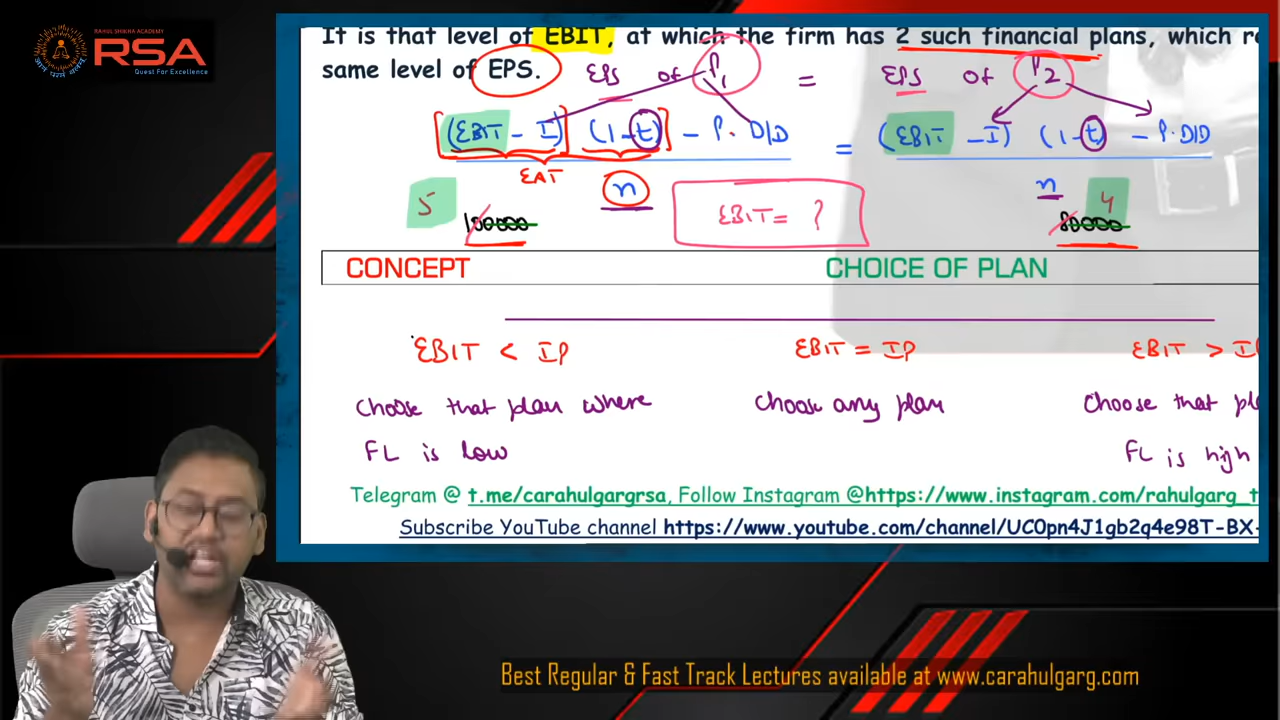 RAHUL SHIKHA ACADEMY
RSA
Quest For Excellence
It is that level of EBIT, at which the firm has 2 such financial plans, which re
same level of EPS. EPS of P1 = EPS of P2
(EBIT - I) (1-t) - P.DID = (EBIT - I) (1-t) - P.DID
EAT
n n
5 100000 EBIT = ? 80000 4
CONCEPT CHOICE OF PLAN
EBIT < IP EBIT = IP EBIT > I
Choose that plan where Choose any plan Choose that pl
FL is low FL is high
Telegram @ t.me/carahulgargrsa, Follow Instagram @https://www.instagram.com/rahulgarg_t
Subscribe YouTube channel https://www.youtube.com/channel/UC0pn4J1gb2q4e98T-BX-
Best Regular & Fast Track Lectures available at www.carahulgarg.com